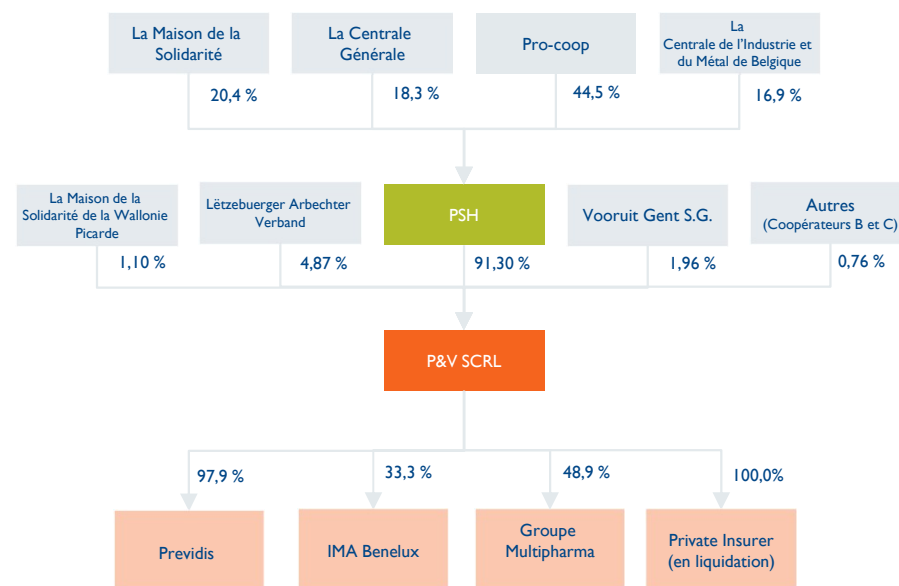 La Maison de la
Solidarité
La Centrale
Générale
Pro-coop
La
Centrale de l'Industrie et
du Métal de Belgique
20,4 %
18,3 %
44,5 %
16,9 %
La Maison de la
Solidarité de la Wallonie
Picarde
Lëtzebuerger Arbechter
Verband
PSH
Vooruit Gent S.G.
Autres
(Coopérateurs B et C)
1,10 %
4,87 %
91,30 %
1,96 %
0,76 %
P&V SCRL
97,9 %
33,3 %
48,9 %
100,0%
Previdis
IMA Benelux
Groupe
Multipharma
Private Insurer
(en liquidation)